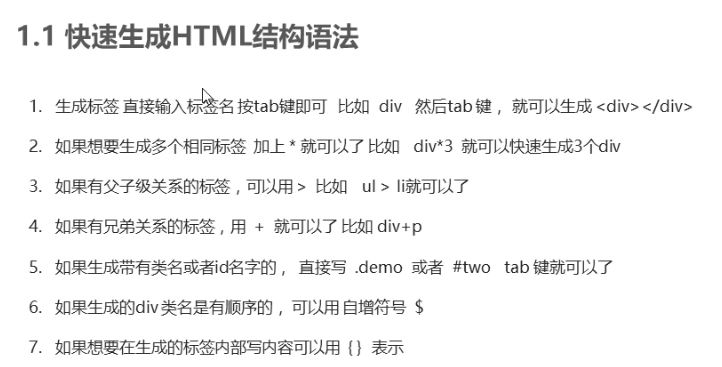 1.1 快速生成HTML结构语法
1. 生成标签 直接输入标签名 按tab键即可 比如 div 然后tab 键， 就可以生成 <div></div>
2. 如果想要生成多个相同标签 加上 * 就可以了 比如 div*3 就可以快速生成3个div
3. 如果有父子级关系的标签，可以用 > 比如 ul > li就可以了
4. 如果有兄弟关系的标签，用 + 就可以了 比如 div+p
5. 如果生成带有类名或者id名字的， 直接写 .demo 或者 #two tab 键就可以了
6. 如果生成的div 类名是有顺序的， 可以用 自增符号 $
7. 如果想要在生成的标签内部写内容可以用 { } 表示